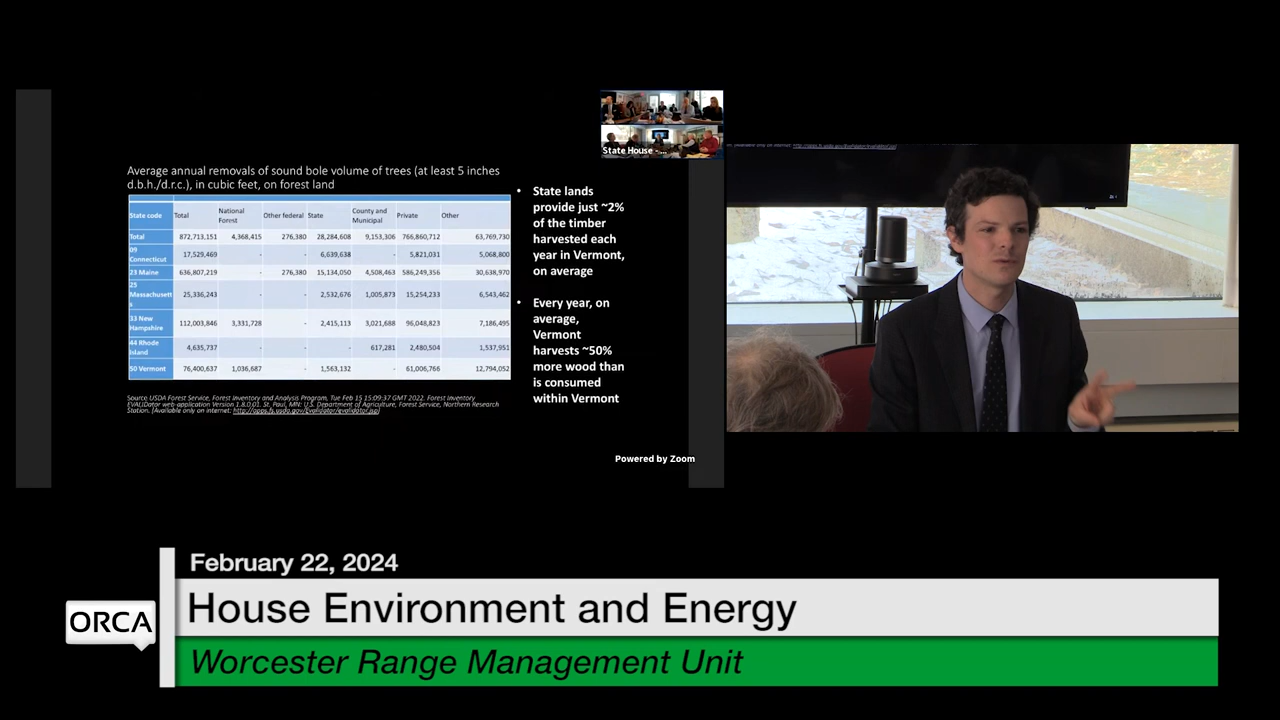 State House - ...
Average annual removals of sound bole volume of trees (at least 5 inches
d.b.h./d.r.c.), in cubic feet, on forest land
State code Total National Forest Other federal State County and Municipal Private Other
Total 872,713,151 4,368,415 276,380 28,284,608 9,153,306 766,860,712 63,769,730
09 Connecticut 17,529,469 - - 6,639,638 - 5,821,031 5,068,800
23 Maine 636,807,219 - 276,380 15,134,050 4,508,463 586,249,356 30,638,970
25 Massachusetts 25,336,243 - - 2,532,676 1,005,873 15,254,233 6,543,462
33 New Hampshire 112,003,846 3,331,728 - 2,415,113 3,021,688 96,048,823 7,186,495
44 Rhode Island 4,635,737 - - - 617,281 2,480,504 1,537,951
50 Vermont 76,400,637 1,036,687 - 1,563,132 - 61,006,766 12,794,052
Source USDA Forest Service, Forest Inventory and Analysis Program, Tue Feb 15 15:09:37 GMT 2022. Forest Inventory
EVALIDator web-application Version 1.8.0.01. St. Paul, MN: U.S. Department of Agriculture, Forest Service, Northern Research
Station. [Available only on internet: http://apps.fs.usda.gov/Evalidator/evalidator.jsp]
• State lands
provide just ~2%
of the timber
harvested each
year in Vermont,
on average
• Every year, on
average,
Vermont
harvests ~50%
more wood than
is consumed
within Vermont
Powered by Zoom
February 22, 2024
House Environment and Energy
ORCA
Worcester Range Management Unit